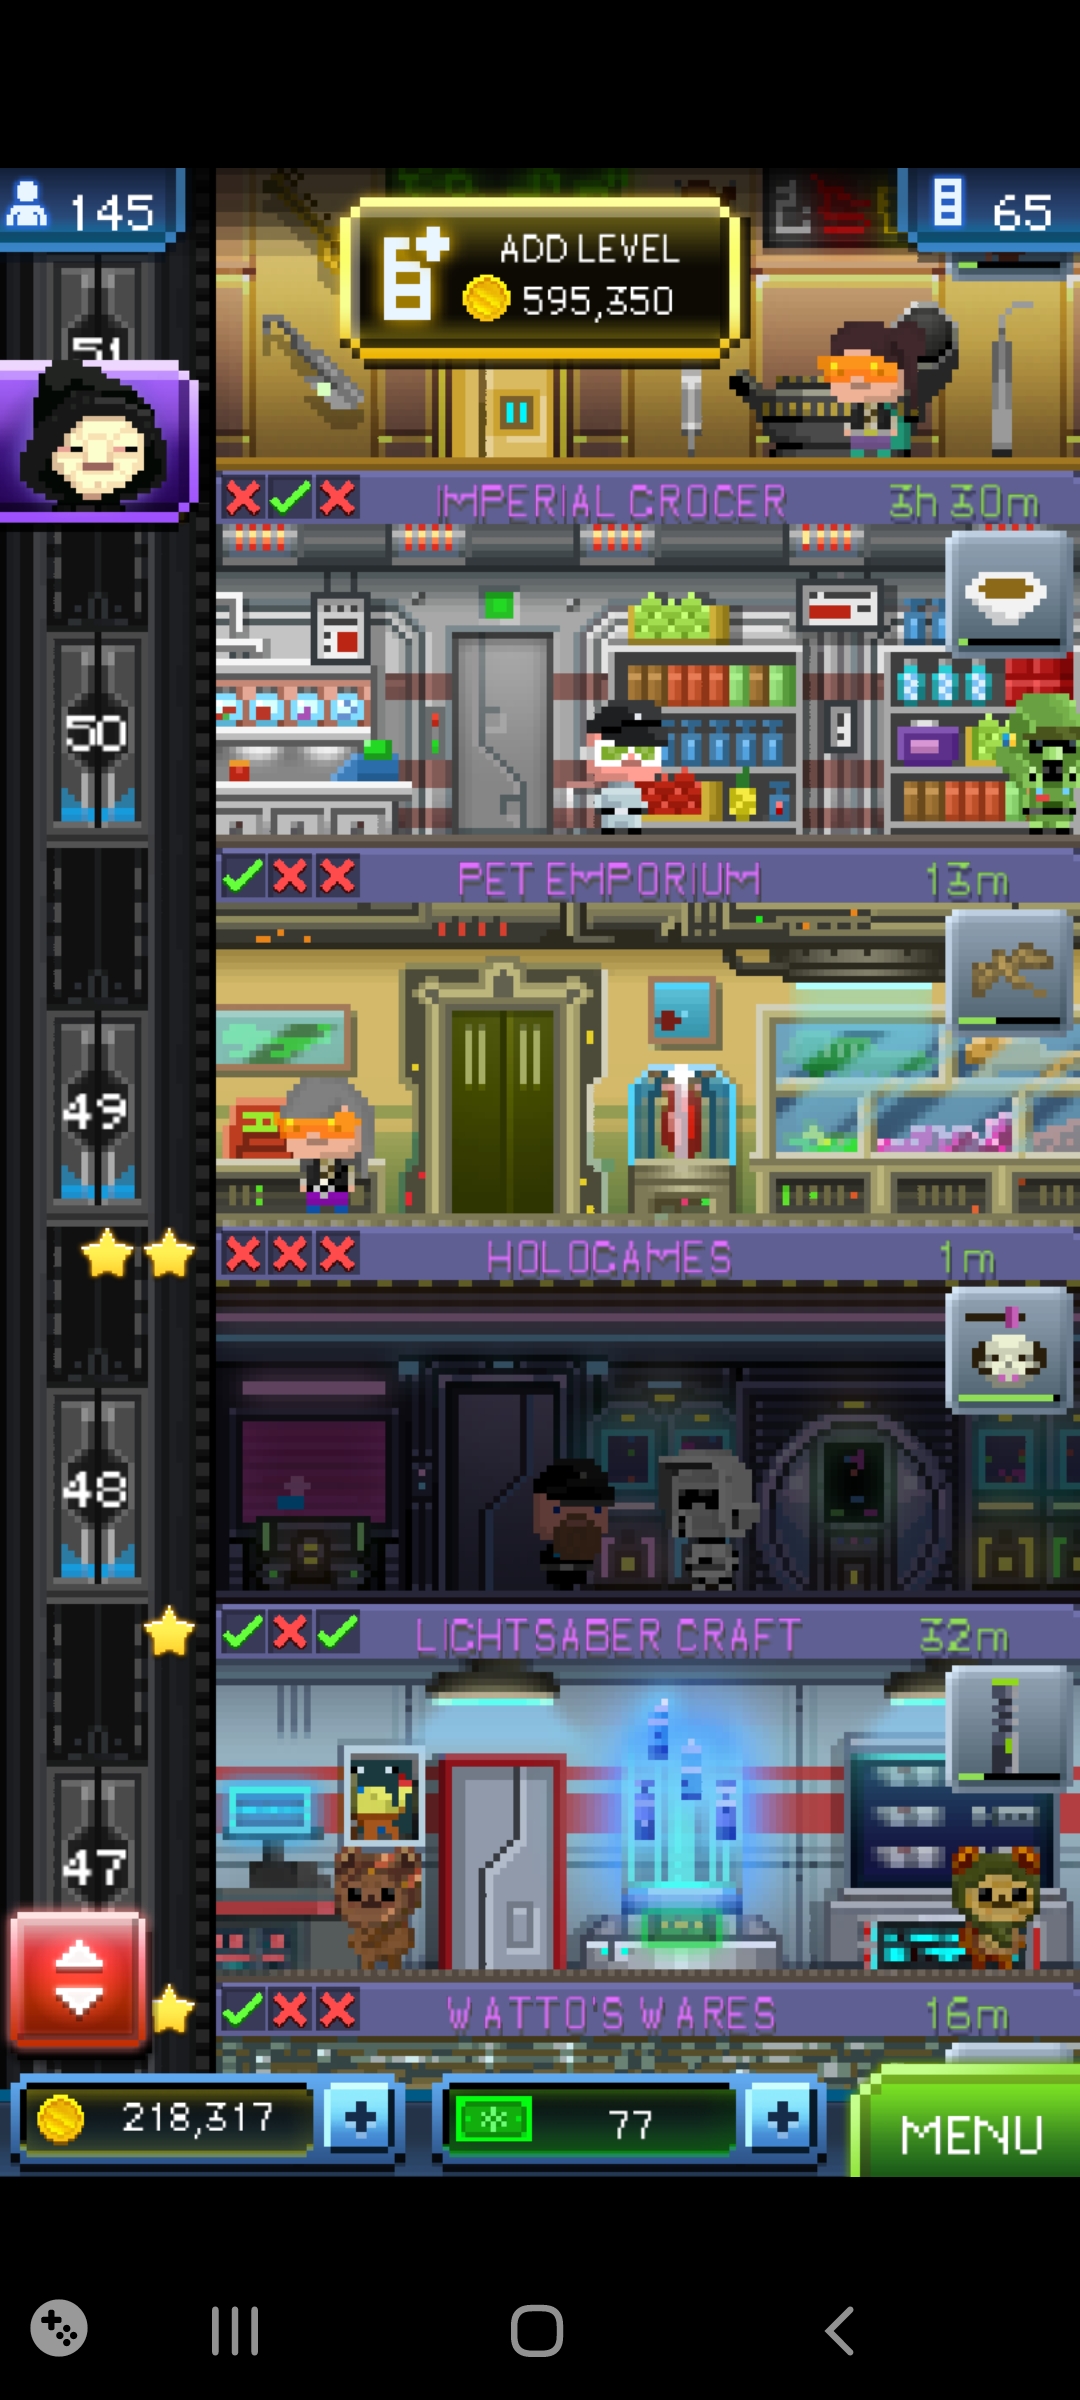 145
ADD LEVEL
595,350
65
51
IMPERIAL GROCER 3h 30m
50
PET EMPORIUM 13m
49
HOLOGAMES 1m
48
LIGHTSABER CRAFT 32m
47
WATTO'S WARES 16m
218,317
77
MENU